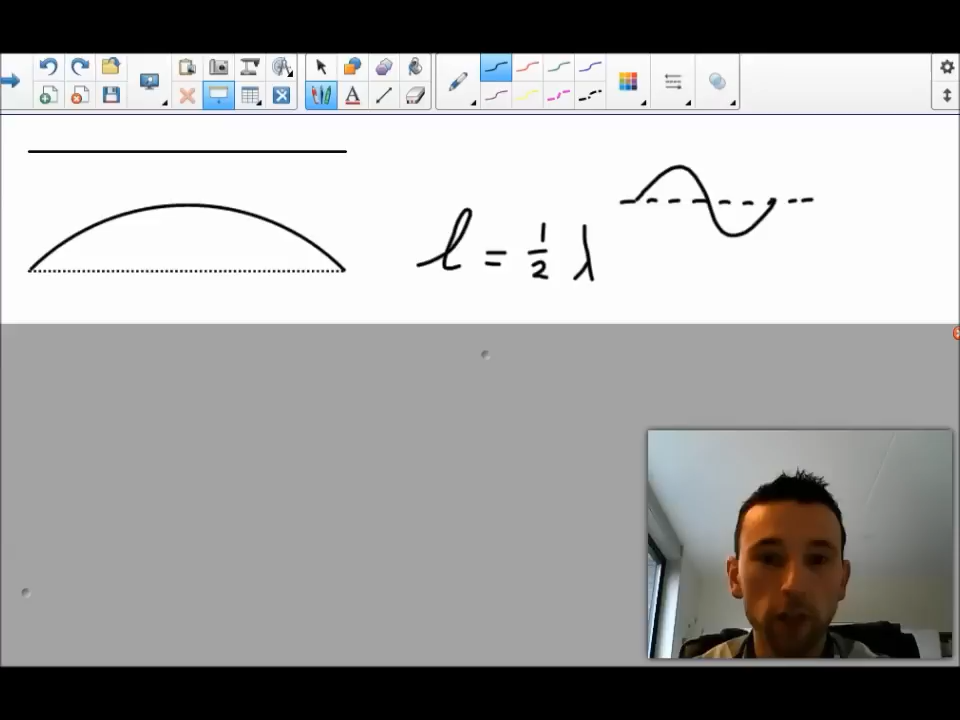 l = 1/2 λ